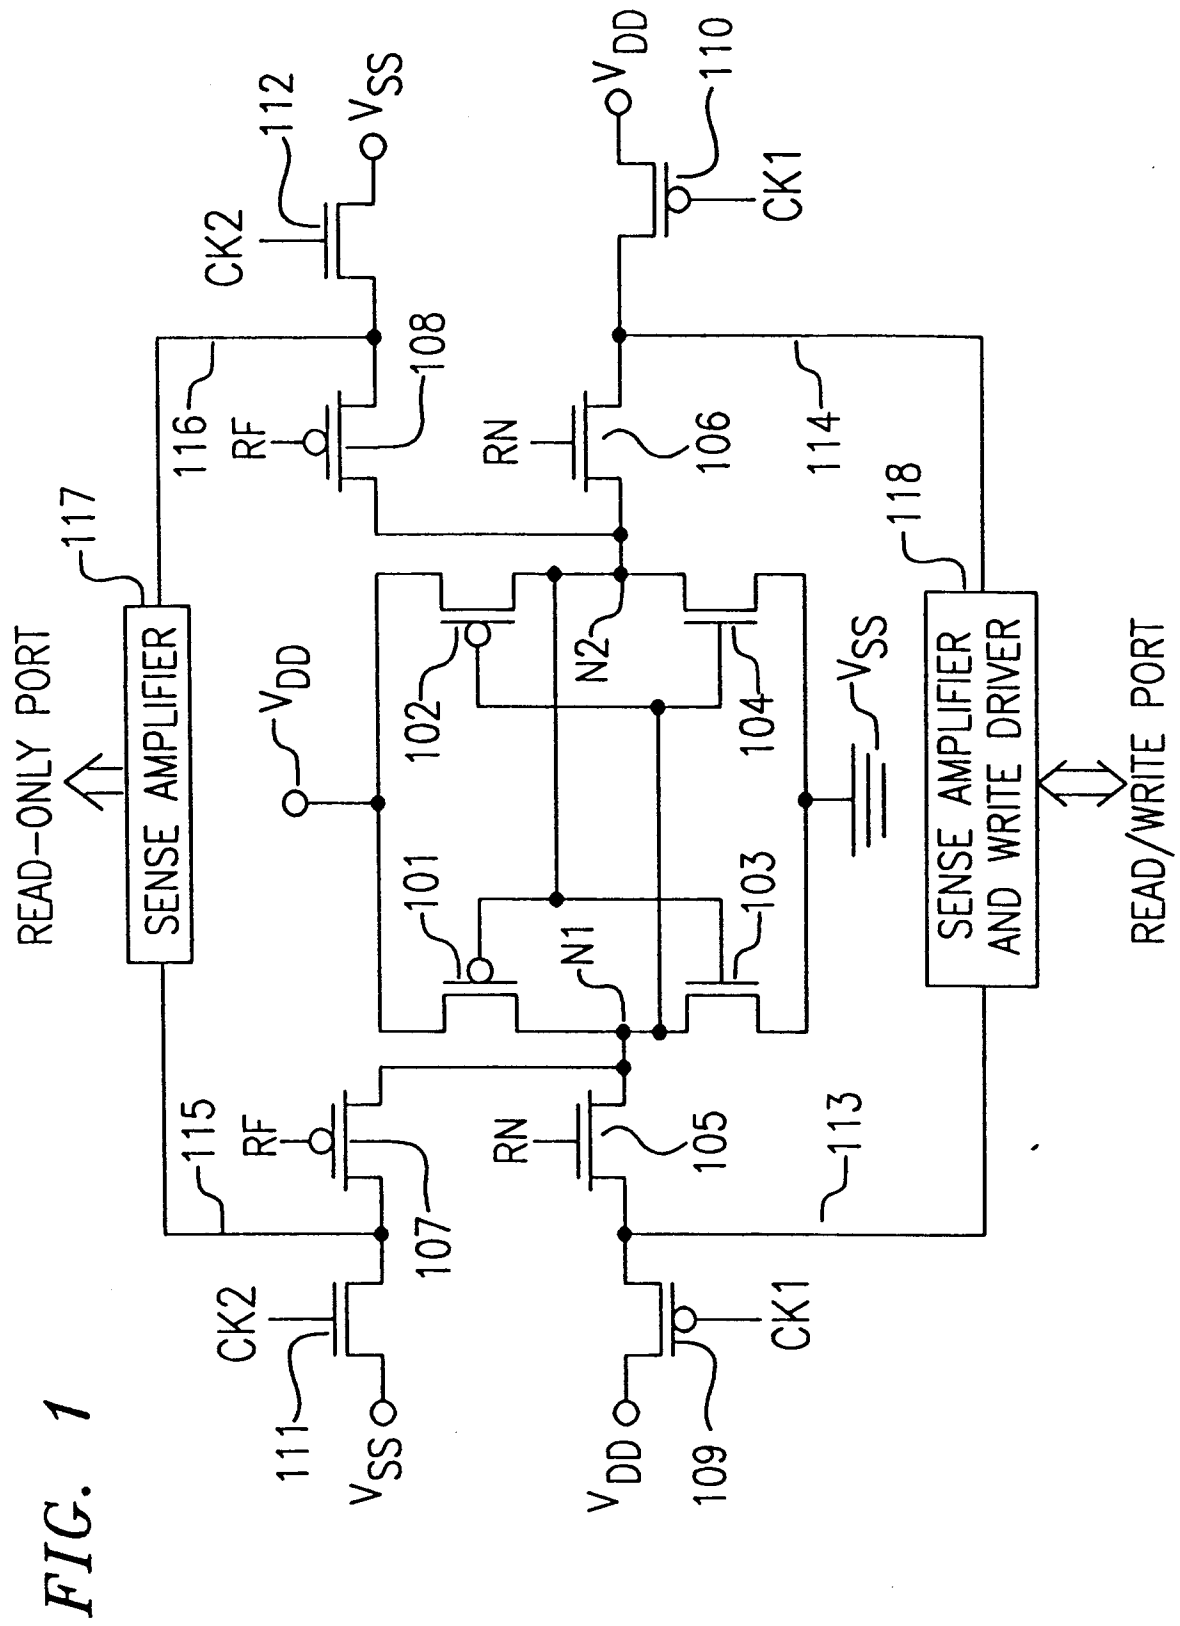 FIG. 1
READ-ONLY PORT
117
SENSE AMPLIFIER
115
116
CK2
111
VSS
RF
107
VDD
RF
108
CK2
112
VSS
101
102
N1
N2
103
104
RN
105
RN
106
VDD
109
CK1
VDD
110
CK1
VSS
113
114
118
SENSE AMPLIFIER
AND WRITE DRIVER
READ/WRITE PORT